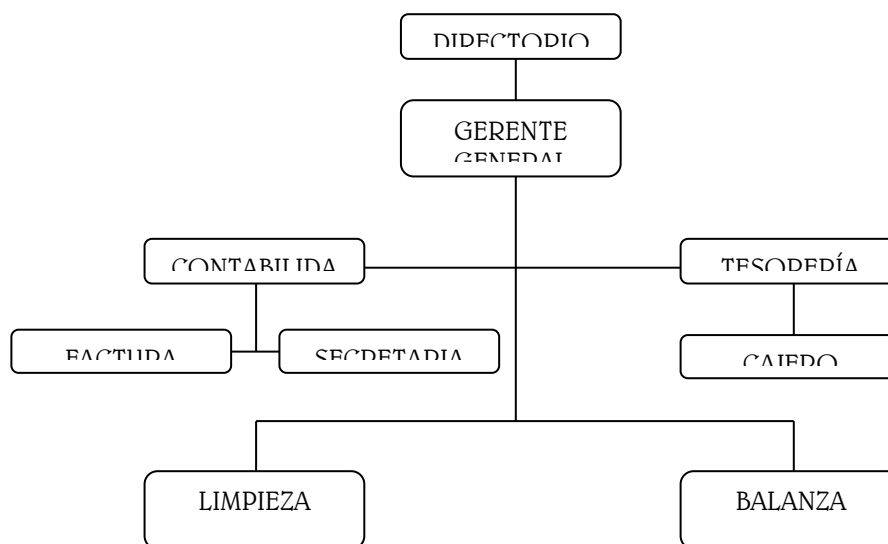 DIRECTORIO
GERENTE
GENERAL
CONTABILIDA
TESORERÍA
FACTURA
SECRETARIA
CAJERO
LIMPIEZA
BALANZA